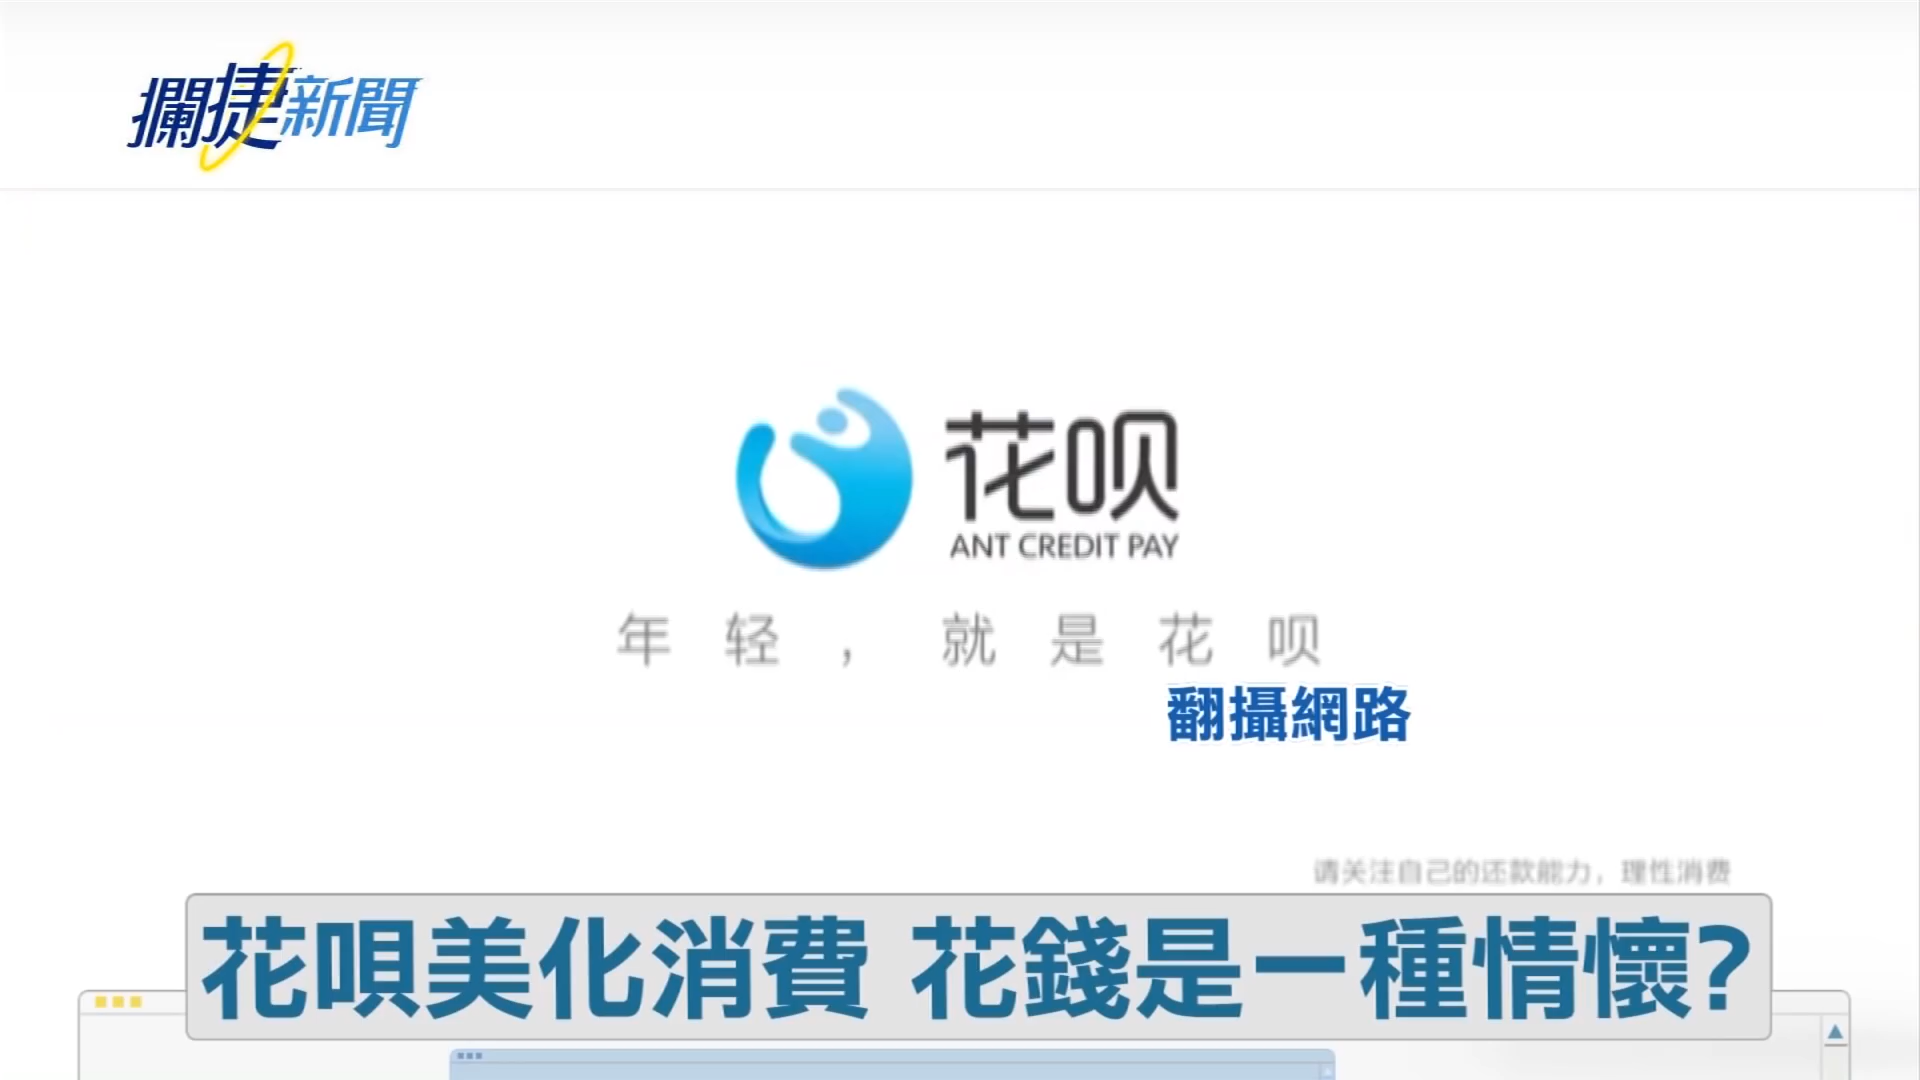 攔捷新聞
花呗
ANT CREDIT PAY
年轻，就是花呗
翻攝網路
请关注自己的还款能力，理性消费
花唄美化消費 花錢是一種情懷?